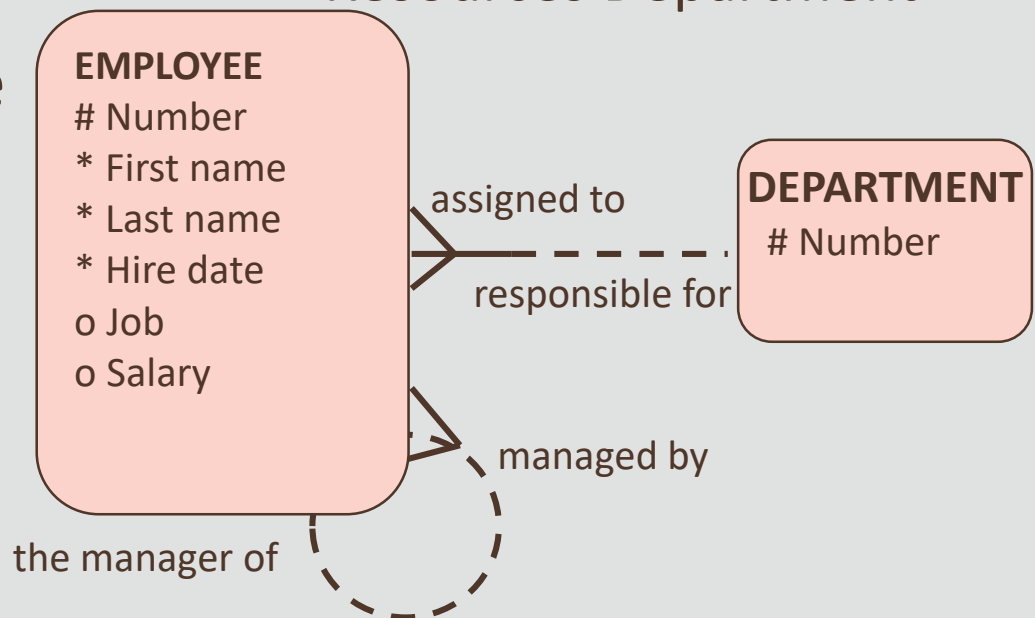 EMPLOYEE
# Number
* First name
* Last name
* Hire date
o Job
o Salary
assigned to
responsible for
DEPARTMENT
# Number
managed by
the manager of